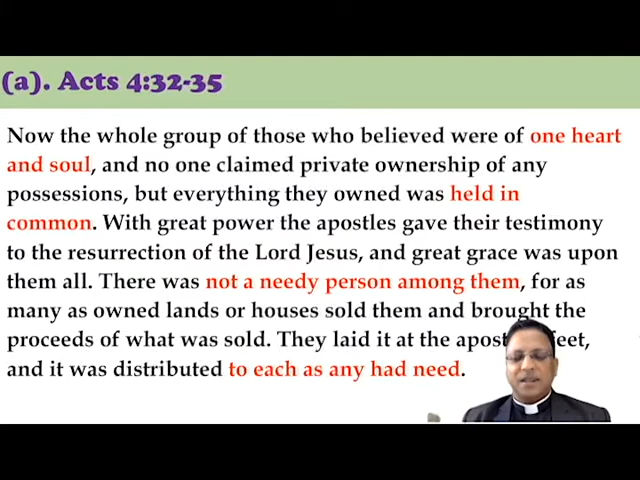 (a). Acts 4:32-35
Now the whole group of those who believed were of one heart
and soul, and no one claimed private ownership of any
possessions, but everything they owned was held in
common. With great power the apostles gave their testimony
to the resurrection of the Lord Jesus, and great grace was upon
them all. There was not a needy person among them, for as
many as owned lands or houses sold them and brought the
proceeds of what was sold. They laid it at the feet,
and it was distributed to each as any had need.